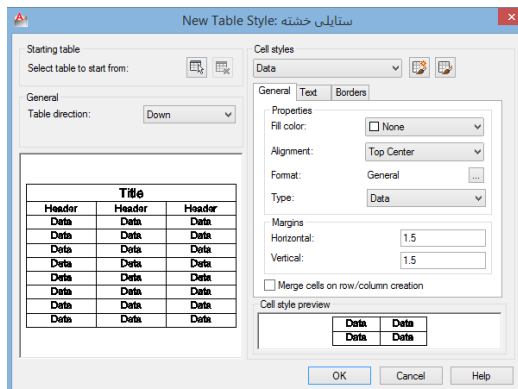 New Table Style: ستایلی خشته
Starting table
Select table to start from:
General
Table direction: Down
Title
Header Header Header
Data Data Data
Data Data Data
Data Data Data
Data Data Data
Data Data Data
Data Data Data
Data Data Data
Data Data Data
Cell styles
Data
General Text Borders
Properties
Fill color: None
Alignment: Top Center
Format: General ...
Type: Data
Margins
Horizontal: 1.5
Vertical: 1.5
Merge cells on row/column creation
Cell style preview
Data Data
Data Data
OK Cancel Help